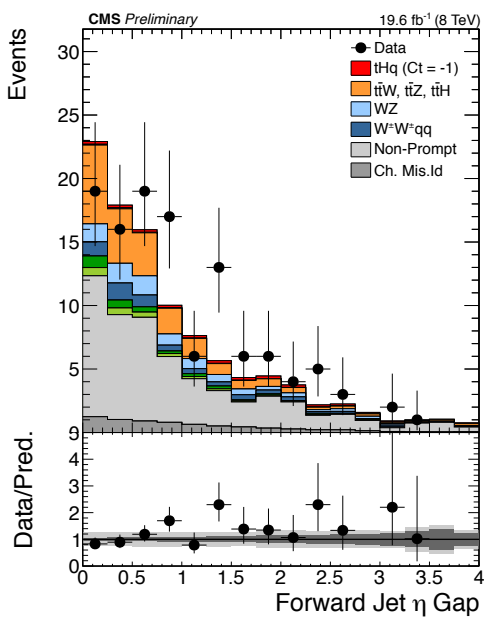 CMS Preliminary 19.6 fb⁻¹ (8 TeV)
Events
30
25
20
15
10
5
0
Data
tHq (Ct = -1)
tt̄W, tt̄Z, tt̄H
WZ
W±W±qq
Non-Prompt
Ch. Mis.Id
Data/Pred.
5
4
3
2
1
0
0 0.5 1 1.5 2 2.5 3 3.5 4
Forward Jet η Gap